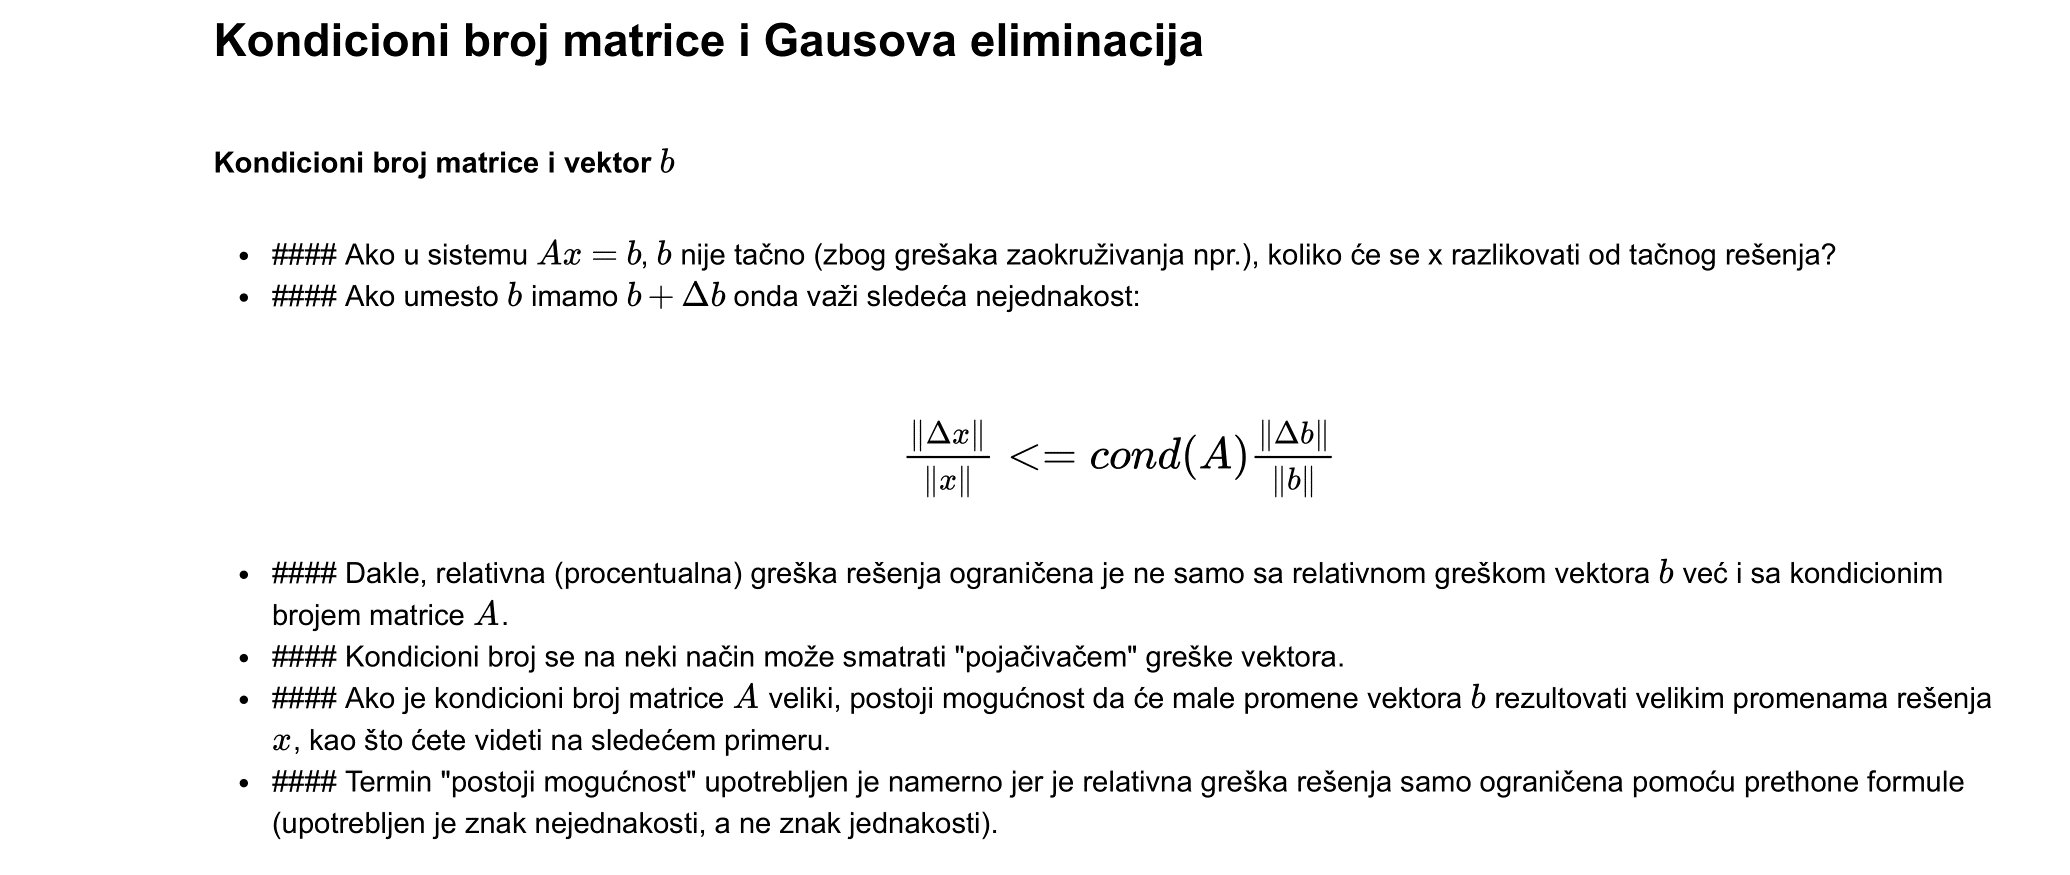 Kondicioni broj matrice i Gausova eliminacija
Kondicioni broj matrice i vektor b
• #### Ako u sistemu Ax = b, b nije tačno (zbog grešaka zaokruživanja npr.), koliko će se x razlikovati od tačnog rešenja?
• #### Ako umesto b imamo b + Δb onda važi sledeća nejednakost:
‖Δx‖/‖x‖ <= cond(A) ‖Δb‖/‖b‖
• #### Dakle, relativna (procentualna) greška rešenja ograničena je ne samo sa relativnom greškom vektora b već i sa kondicionim
brojem matrice A.
• #### Kondicioni broj se na neki način može smatrati "pojačivačem" greške vektora.
• #### Ako je kondicioni broj matrice A veliki, postoji mogućnost da će male promene vektora b rezultovati velikim promenama rešenja
x, kao što ćete videti na sledećem primeru.
• #### Termin "postoji mogućnost" upotrebljen je namerno jer je relativna greška rešenja samo ograničena pomoću prethone formule
(upotrebljen je znak nejednakosti, a ne znak jednakosti).